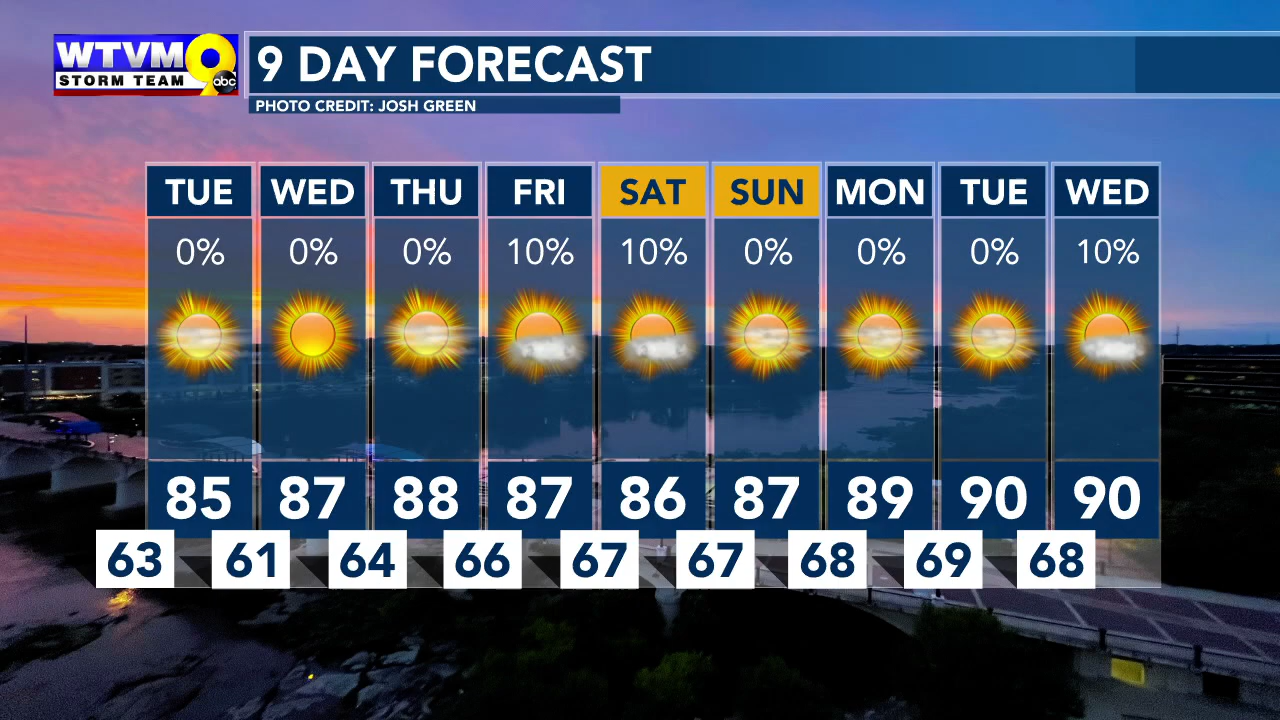 WTVM 9
STORM TEAM abc
9 DAY FORECAST
PHOTO CREDIT: JOSH GREEN
TUE WED THU FRI SAT SUN MON TUE WED
0% 0% 0% 10% 10% 0% 0% 0% 10%
85 87 88 87 86 87 89 90 90
63 61 64 66 67 67 68 69 68